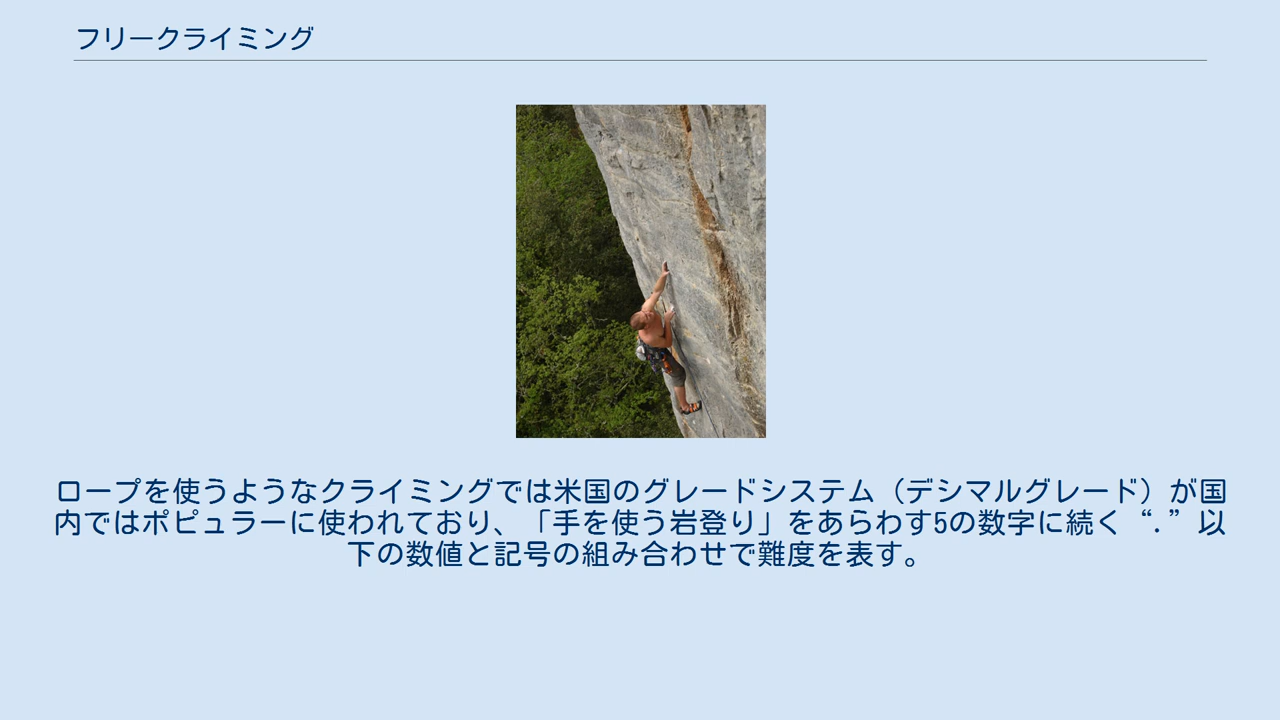 フリークライミング
ロープを使うようなクライミングでは米国のグレードシステム（デシマルグレード）が国
内ではポピュラーに使われており、「手を使う岩登り」をあらわす5の数字に続く“.”以
下の数値と記号の組み合わせで難度を表す。